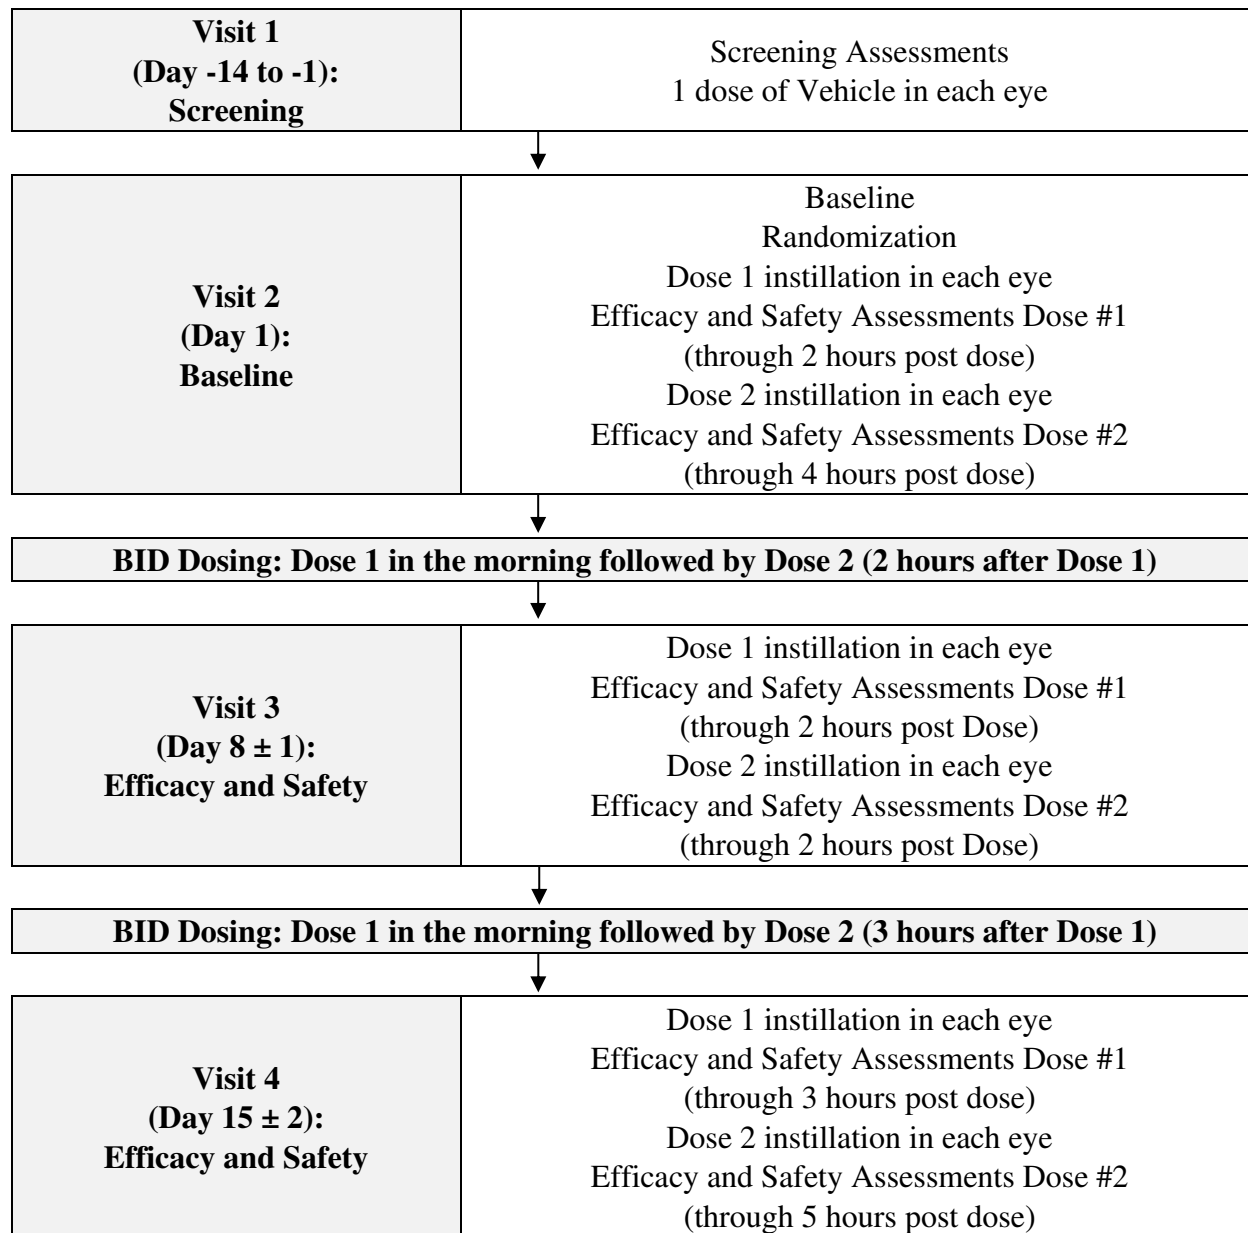 Visit 1
(Day -14 to -1):
Screening
Screening Assessments
1 dose of Vehicle in each eye
Visit 2
(Day 1):
Baseline
Baseline
Randomization
Dose 1 instillation in each eye
Efficacy and Safety Assessments Dose #1
(through 2 hours post dose)
Dose 2 instillation in each eye
Efficacy and Safety Assessments Dose #2
(through 4 hours post dose)
BID Dosing: Dose 1 in the morning followed by Dose 2 (2 hours after Dose 1)
Visit 3
(Day 8 ± 1):
Efficacy and Safety
Dose 1 instillation in each eye
Efficacy and Safety Assessments Dose #1
(through 2 hours post Dose)
Dose 2 instillation in each eye
Efficacy and Safety Assessments Dose #2
(through 2 hours post Dose)
BID Dosing: Dose 1 in the morning followed by Dose 2 (3 hours after Dose 1)
Visit 4
(Day 15 ± 2):
Efficacy and Safety
Dose 1 instillation in each eye
Efficacy and Safety Assessments Dose #1
(through 3 hours post dose)
Dose 2 instillation in each eye
Efficacy and Safety Assessments Dose #2
(through 5 hours post dose)